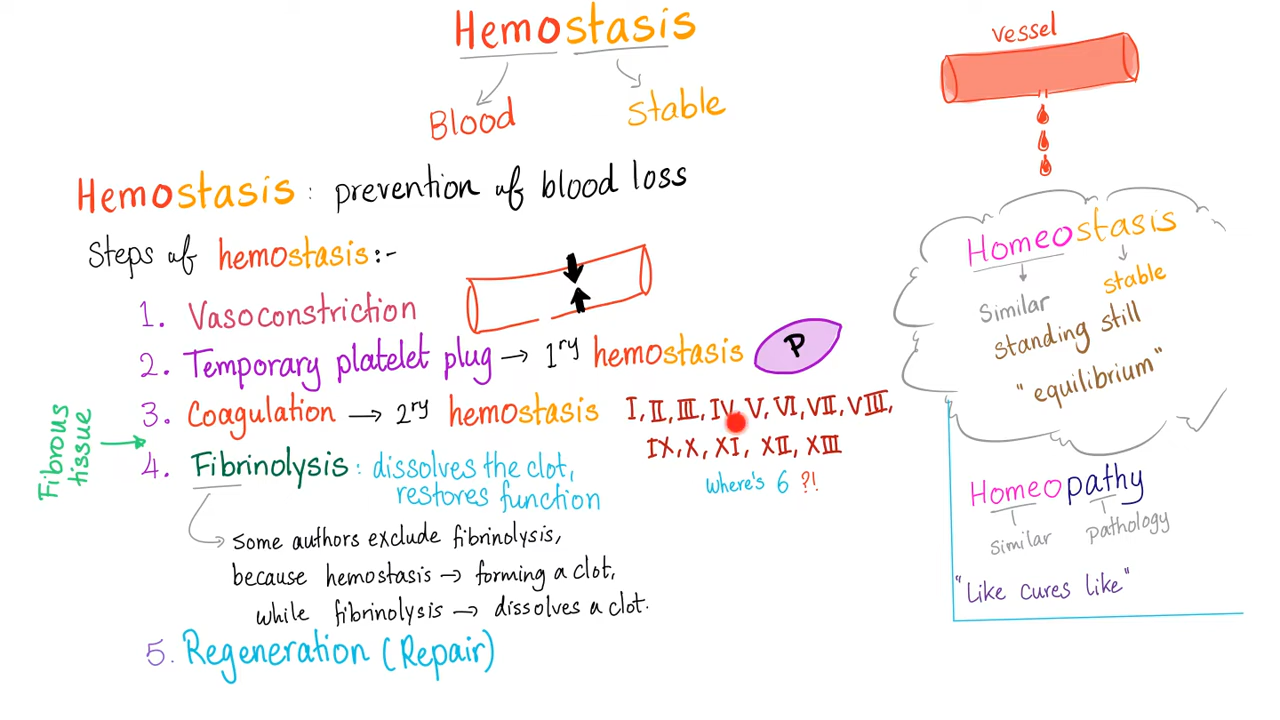 Hemostasis
Blood
stable
Hemostasis : prevention of blood loss
Steps of hemostasis:-
1. Vasoconstriction
2. Temporary platelet plug → 1ry hemostasis
P
3. Coagulation → 2ry hemostasis
I, II, III, IV, V, VI, VII, VIII,
IX, X, XI, XII, XIII
where's 6 ?!
Fibrous
tissue
4. Fibrinolysis : dissolves the clot,
restores function
Some authors exclude fibrinolysis,
because hemostasis → forming a clot,
while fibrinolysis → dissolves a clot.
5. Regeneration (Repair)
vessel
Homeostasis
Similar
stable
standing still
"equilibrium"
Homeopathy
similar
pathology
"Like cures like"